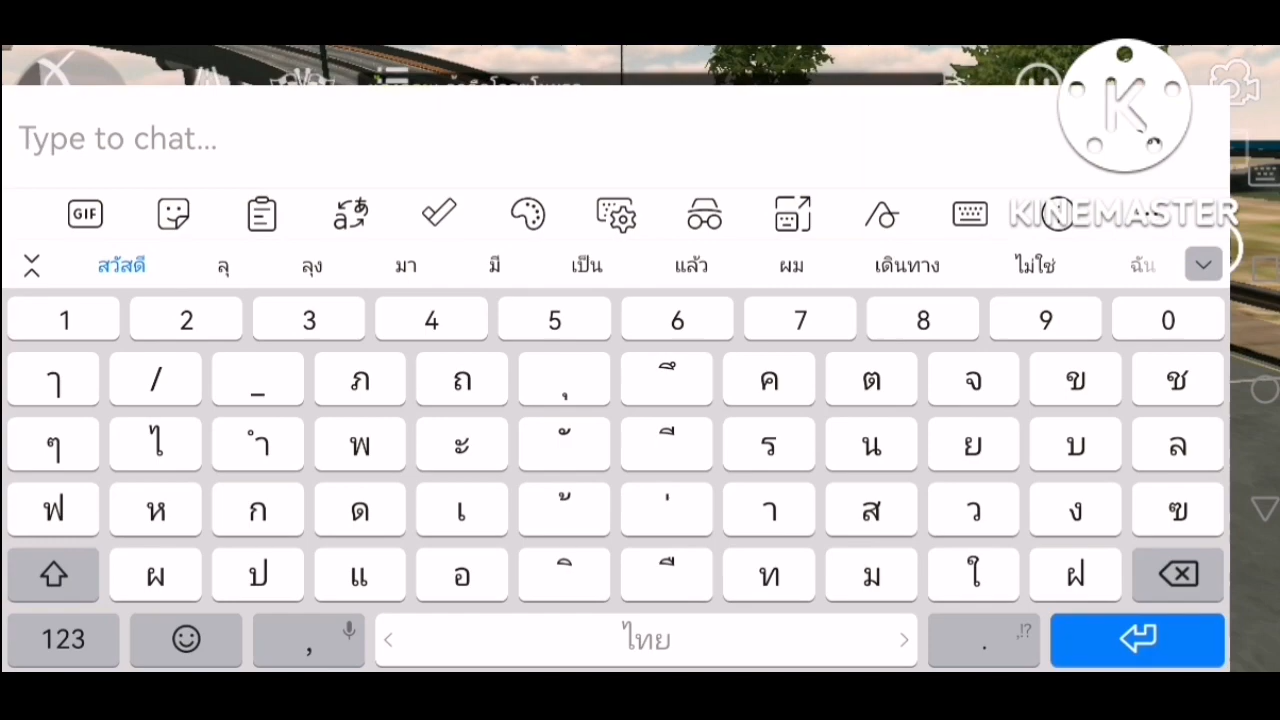 Type to chat...
GIF
KINEMASTER
สวัสดี ลุ ลุง มา มี เป็น แล้ว ผม เดินทาง ไม่ใช่ ฉัน
1 2 3 4 5 6 7 8 9 0
ๅ / _ ภ ถ ุ ึ ค ต จ ข ช
ๆ ไ ำ พ ะ ั ี ร น ย บ ล
ฟ ห ก ด เ ้ ่ า ส ว ง ฃ
ผ ป แ อ ิ ื ท ม ใ ฝ
123 , ไทย . ,!?